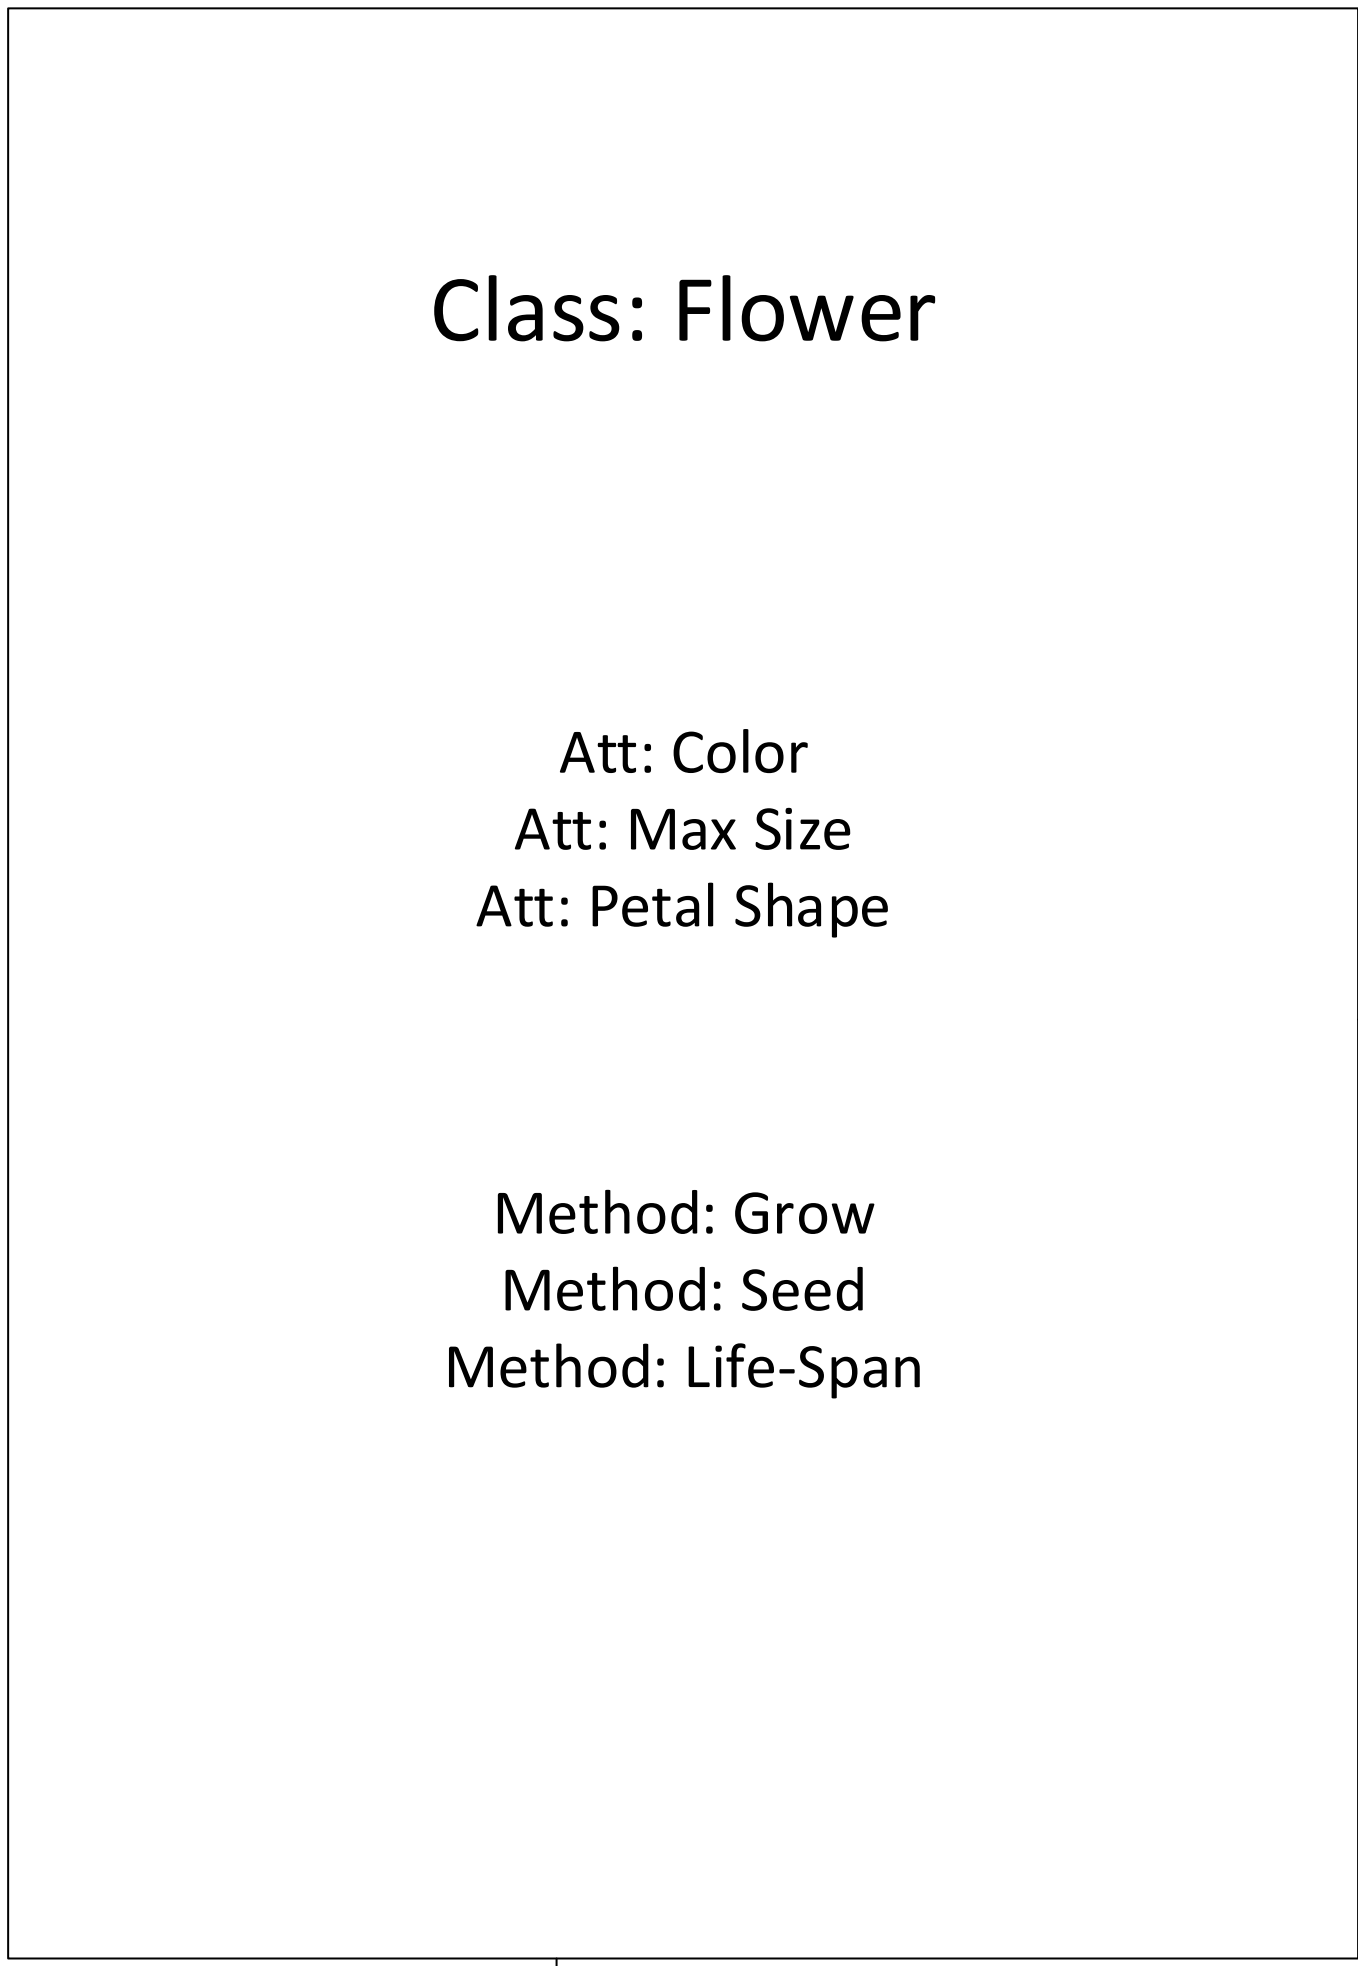 Class: Flower
Att: Color
Att: Max Size
Att: Petal Shape
Method: Grow
Method: Seed
Method: Life-Span